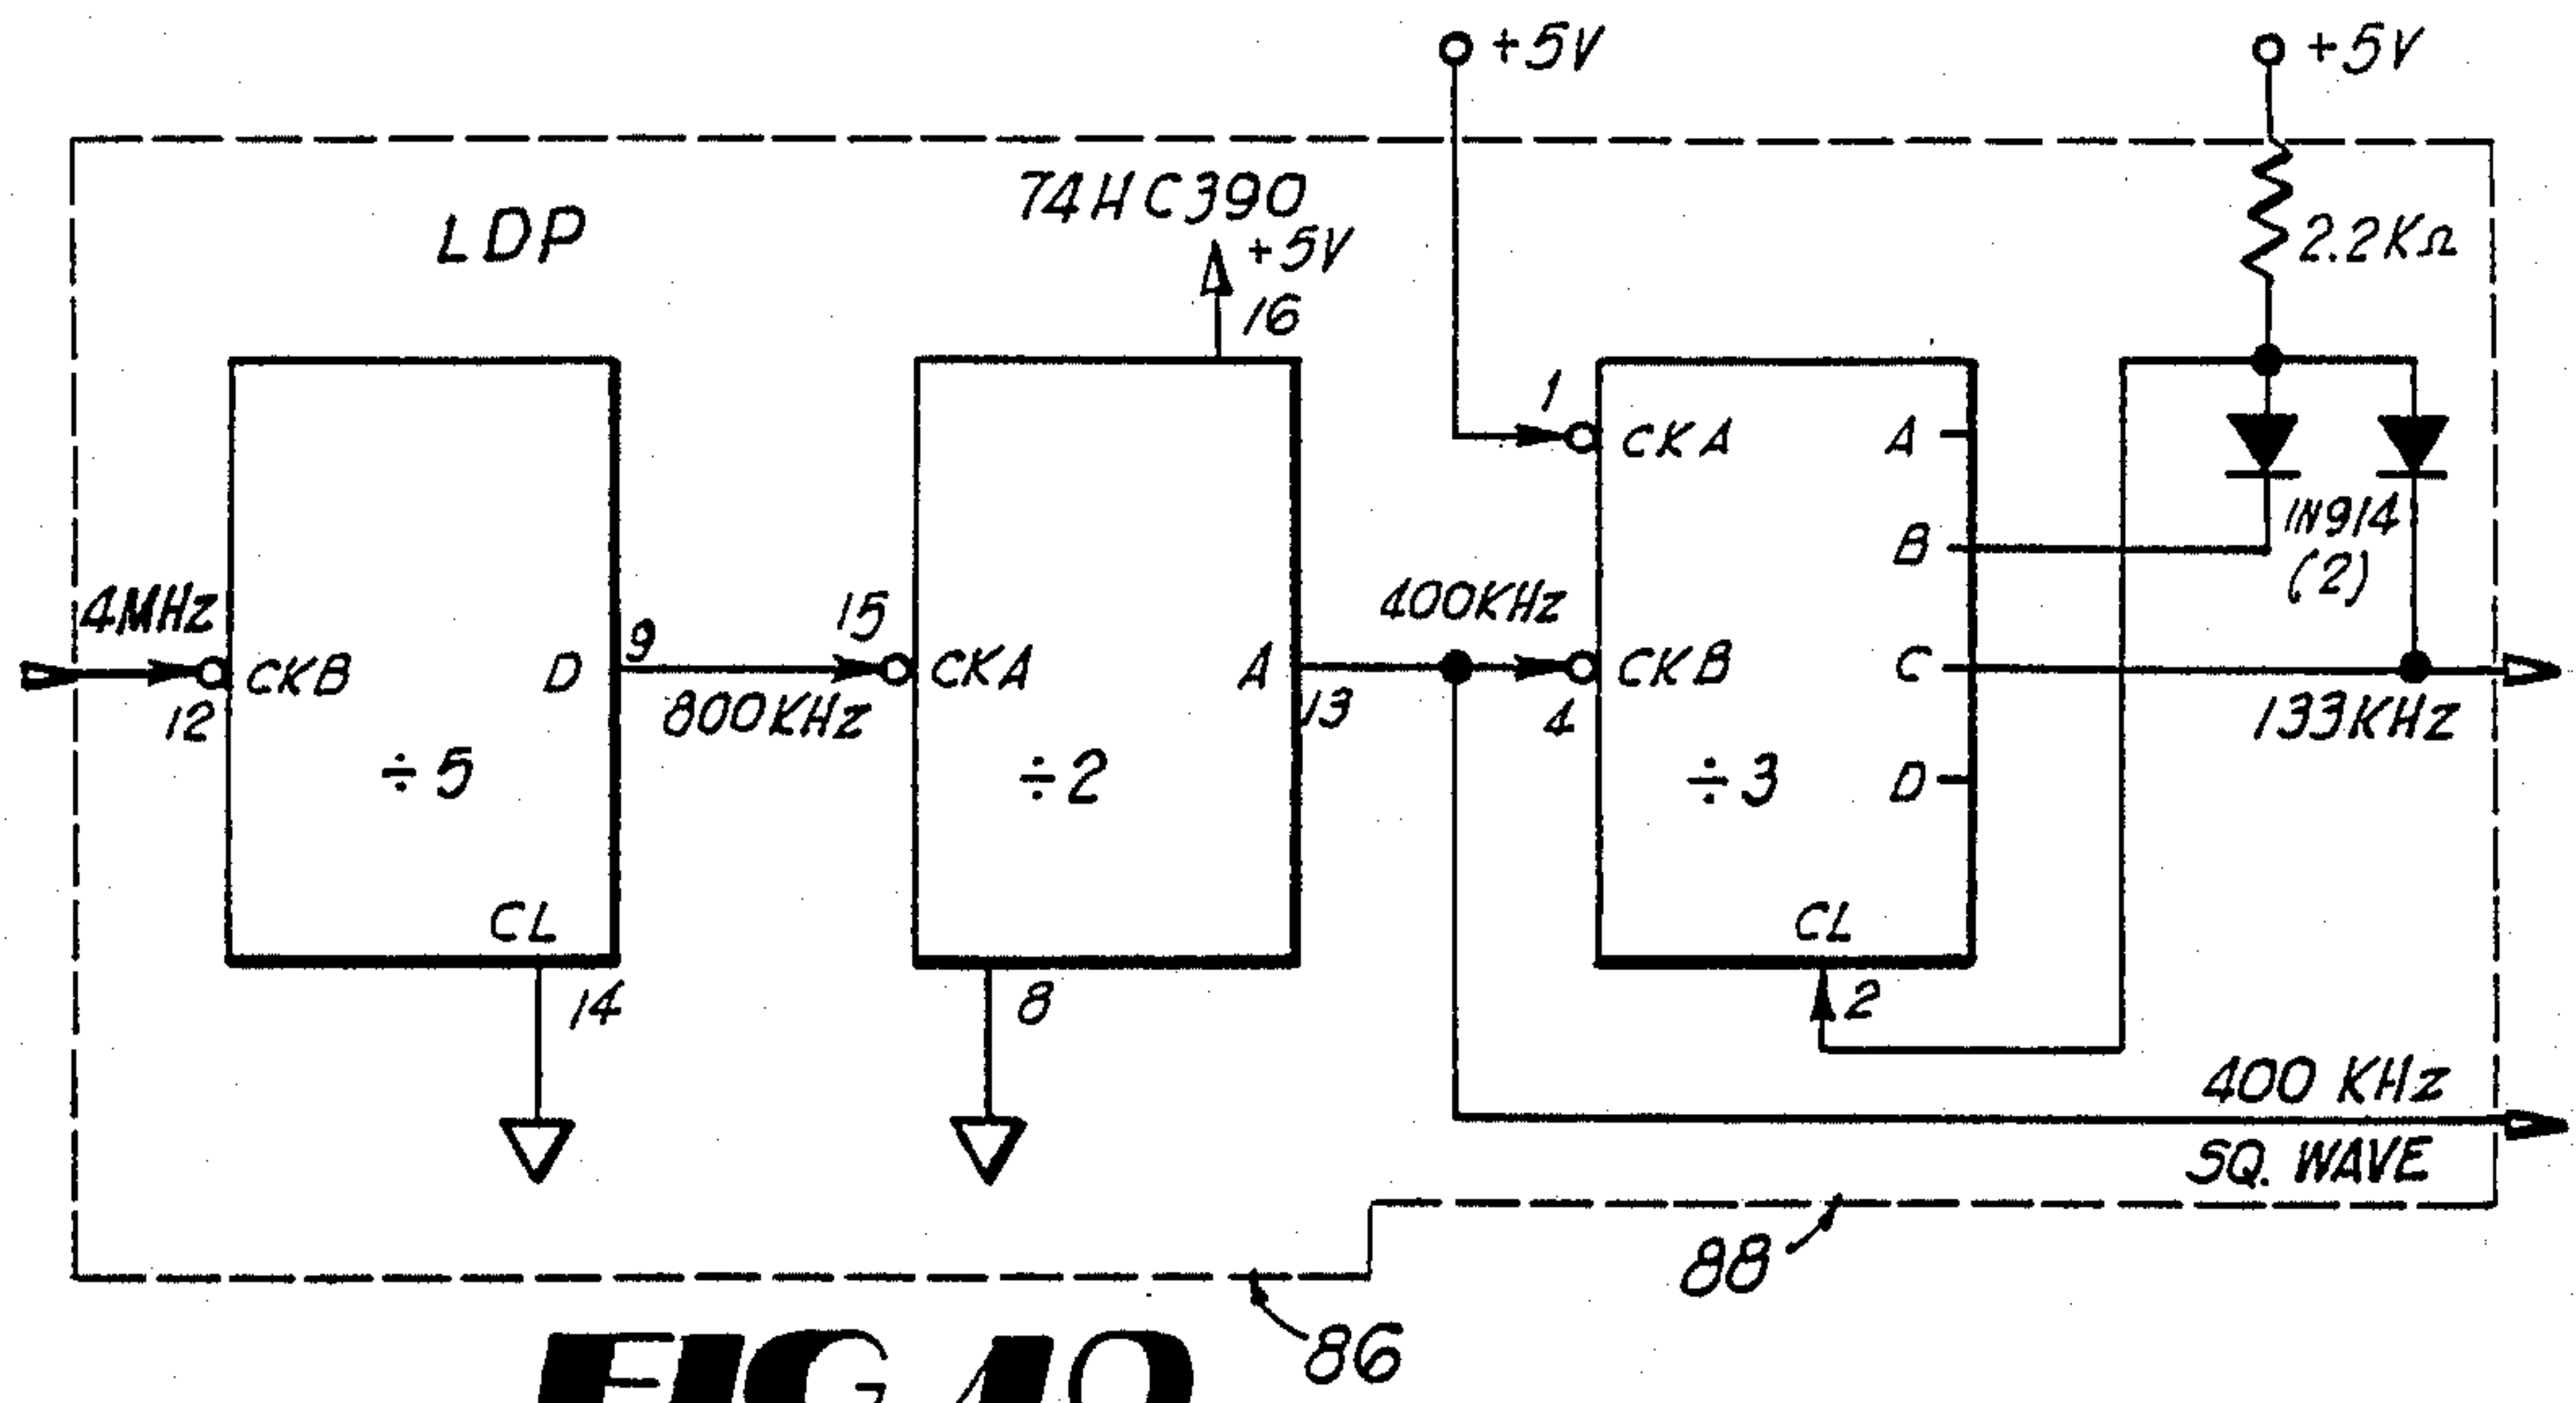 +5V
+5V
74HC390
LDP
+5V
16
2.2KΩ
1
CKA
A
B
1N914
(2)
4MHz
12
CKB
D
9
÷5
800KHz
15
CKA
A
13
÷2
400KHz
CKB
4
C
÷3
D
133KHz
CL
14
8
CL
2
400 KHz
SQ. WAVE
88
86